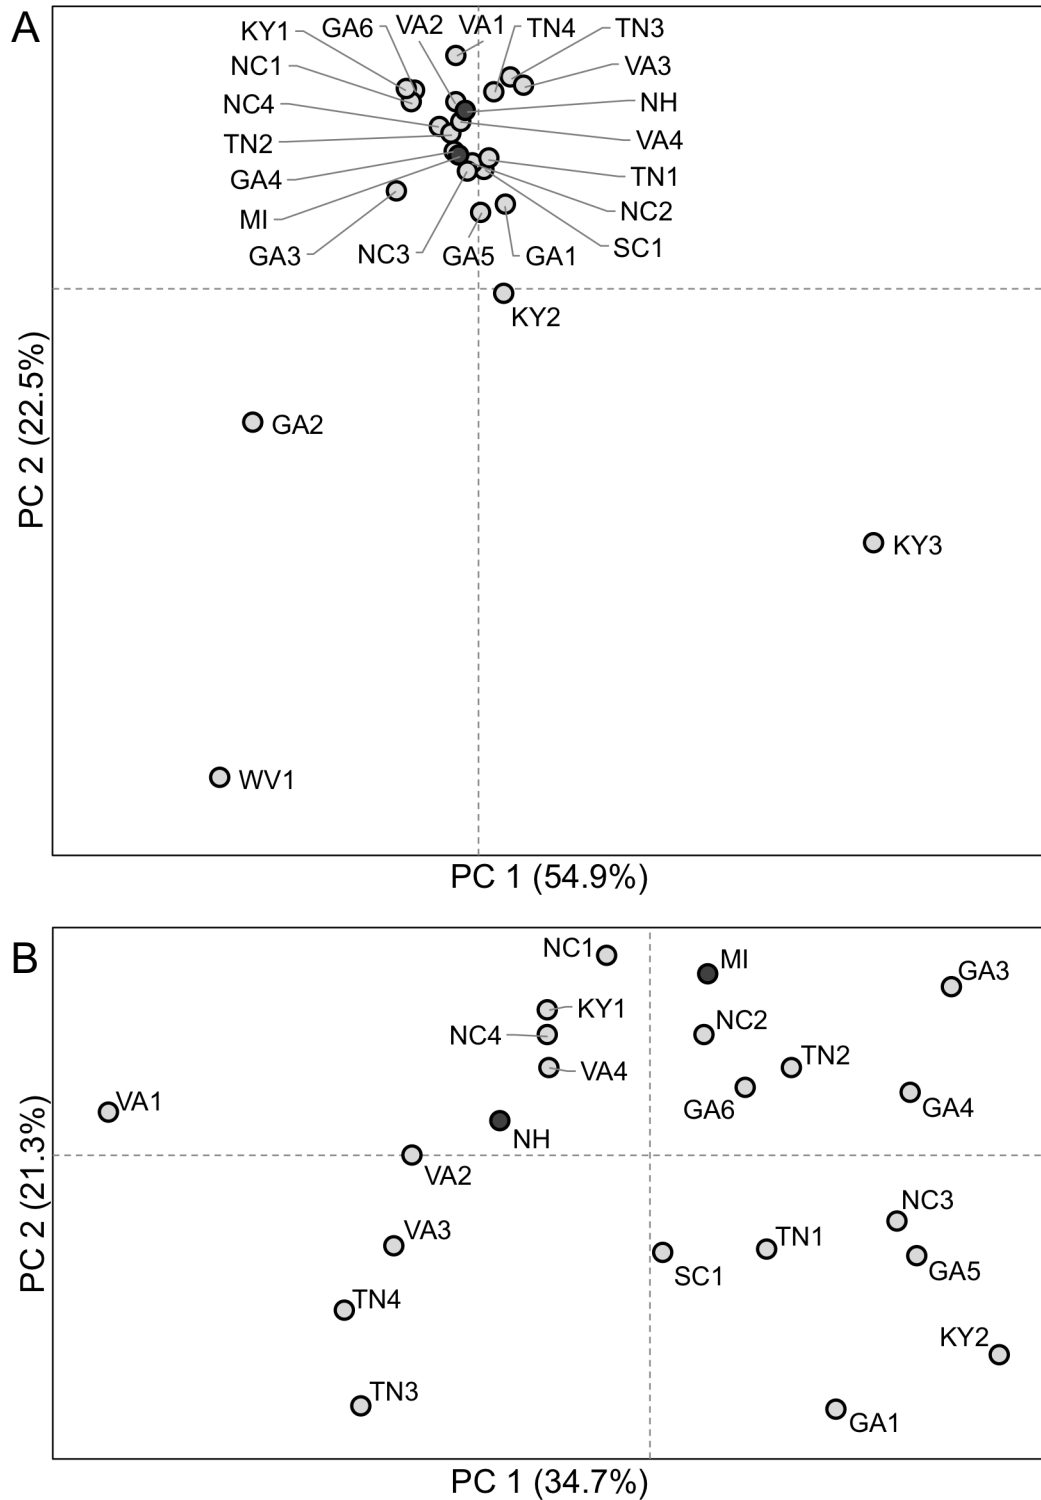 A
KY1
GA6
VA2
VA1
TN4
TN3
NC1
VA3
NC4
NH
TN2
VA4
GA4
TN1
MI
NC2
GA3
NC3
GA5
GA1
SC1
KY2
GA2
KY3
WV1
PC 2 (22.5%)
PC 1 (54.9%)
B
NC1
MI
GA3
KY1
NC4
NC2
VA4
TN2
VA1
GA6
GA4
NH
VA2
NC3
VA3
TN1
SC1
GA5
TN4
KY2
TN3
GA1
PC 2 (21.3%)
PC 1 (34.7%)